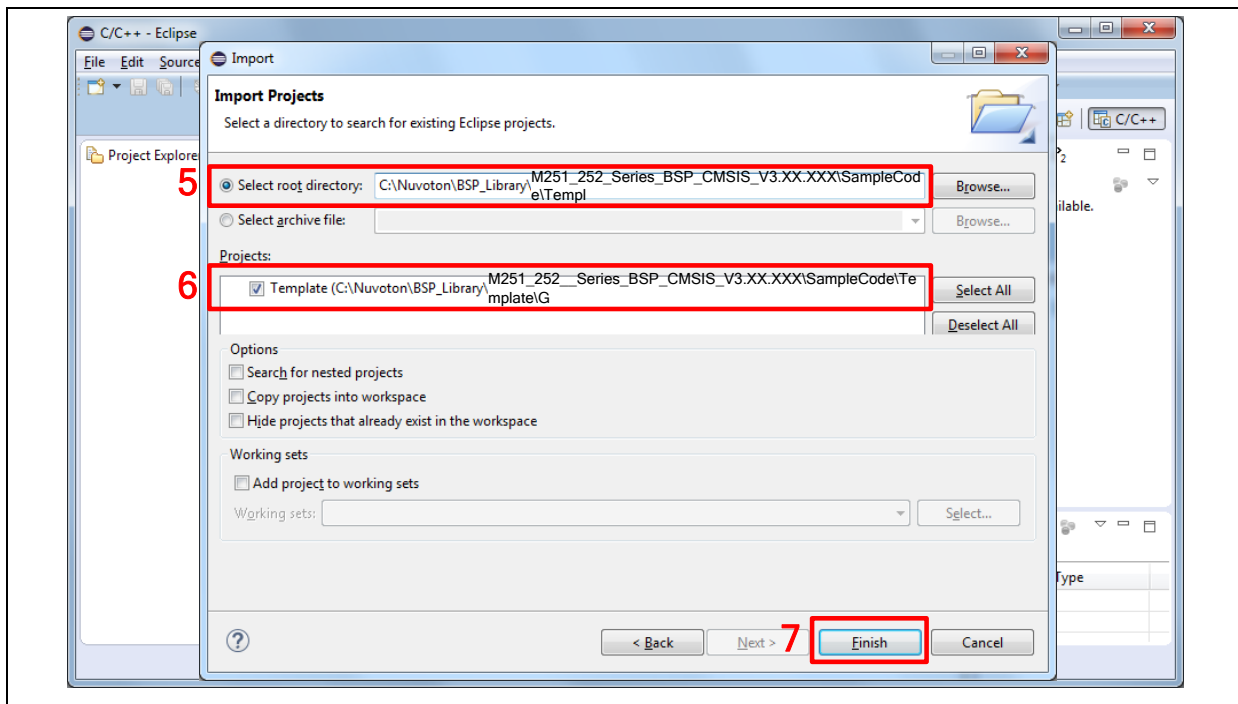 C/C++ - Eclipse
File Edit Source
Import
Import Projects
Select a directory to search for existing Eclipse projects.
C/C++
Project Explorer
5
Select root directory: C:\Nuvoton\BSP_Library\M251_252_Series_BSP_CMSIS_V3.XX.XXX\SampleCod
e\Templ
Browse...
ilable.
Select archive file:
Browse...
Projects:
6
Template (C:\Nuvoton\BSP_Library\M251_252__Series_BSP_CMSIS_V3.XX.XXX\SampleCode\Te
mplate\G
Select All
Deselect All
Options
Search for nested projects
Copy projects into workspace
Hide projects that already exist in the workspace
Working sets
Add project to working sets
Working sets:
Select...
Type
?
< Back
Next >
7
Finish
Cancel